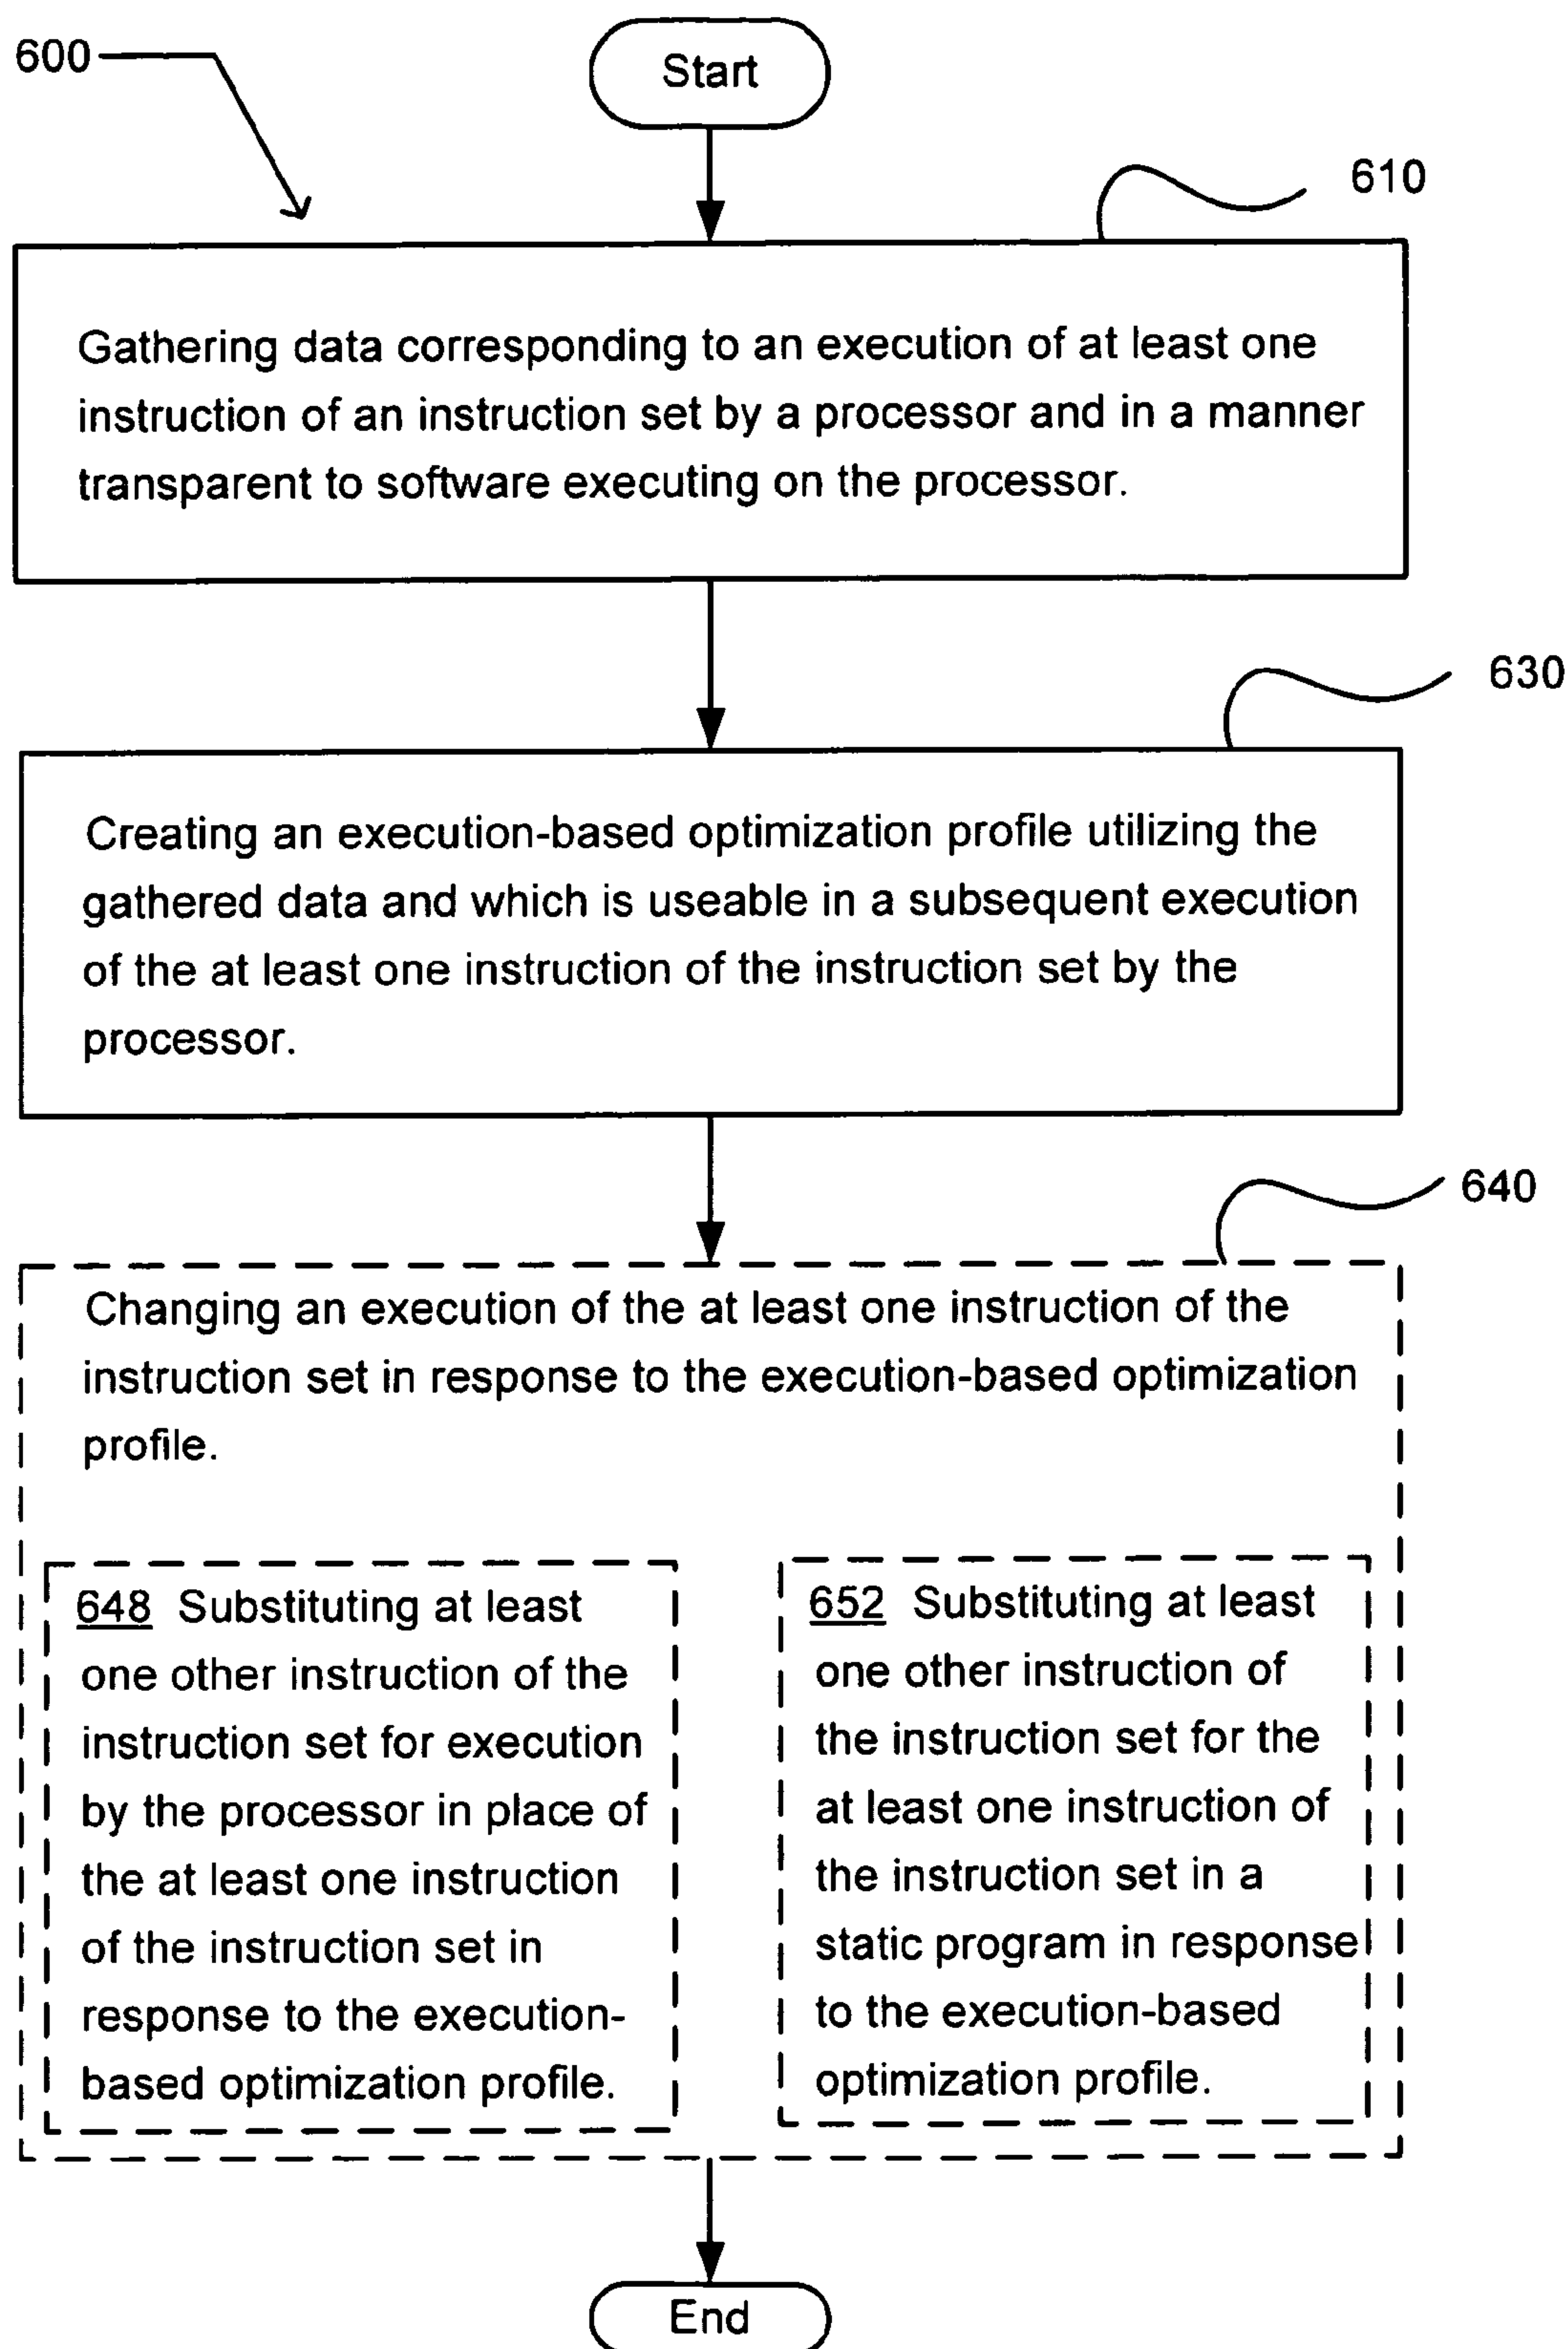 600
Start
610
Gathering data corresponding to an execution of at least one
instruction of an instruction set by a processor and in a manner
transparent to software executing on the processor.
630
Creating an execution-based optimization profile utilizing the
gathered data and which is useable in a subsequent execution
of the at least one instruction of the instruction set by the
processor.
640
Changing an execution of the at least one instruction of the
instruction set in response to the execution-based optimization
profile.
648 Substituting at least
one other instruction of the
instruction set for execution
by the processor in place of
the at least one instruction
of the instruction set in
response to the execution-
based optimization profile.
652 Substituting at least
one other instruction of
the instruction set for the
at least one instruction of
the instruction set in a
static program in response
to the execution-based
optimization profile.
End